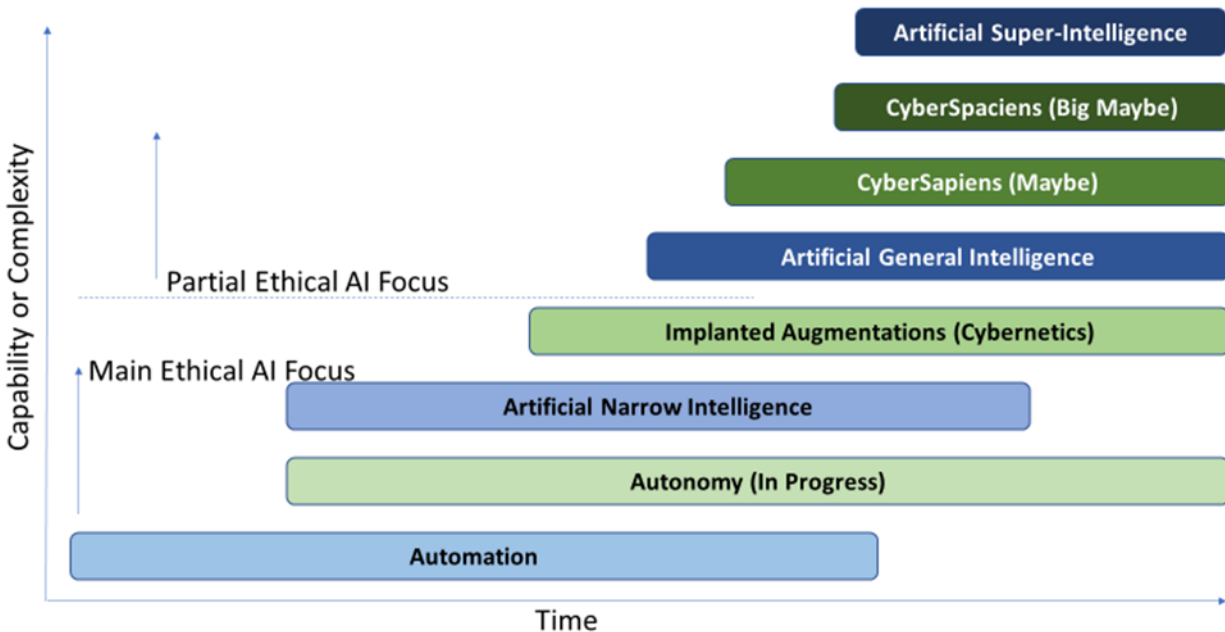 Artificial Super-Intelligence
CyberSpaciens (Big Maybe)
CyberSapiens (Maybe)
Artificial General Intelligence
Partial Ethical AI Focus
Implanted Augmentations (Cybernetics)
Main Ethical AI Focus
Artificial Narrow Intelligence
Autonomy (In Progress)
Automation
Capability or Complexity
Time